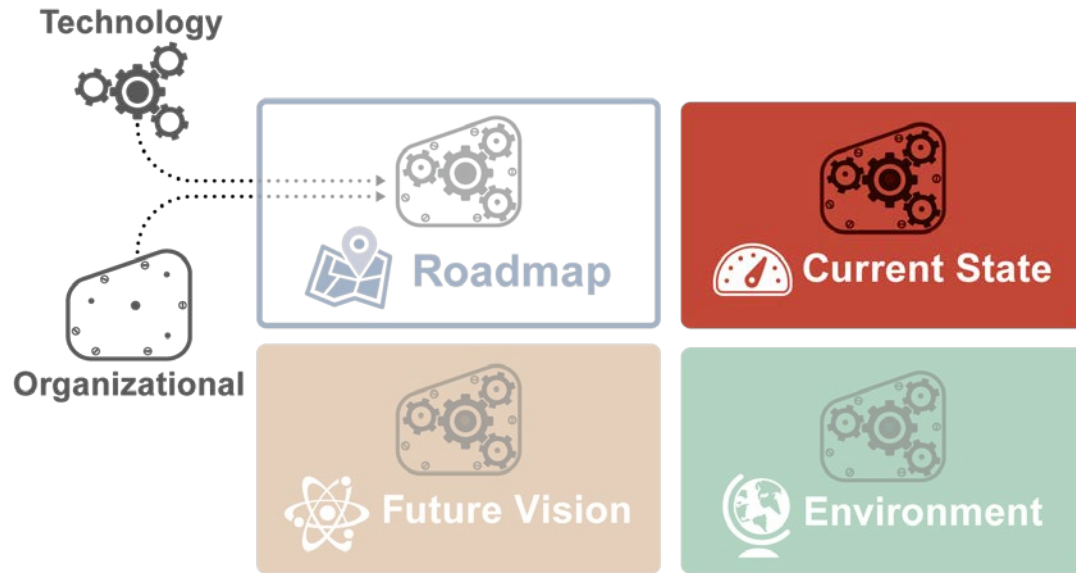 Technology
Roadmap
Current State
Organizational
Future Vision
Environment